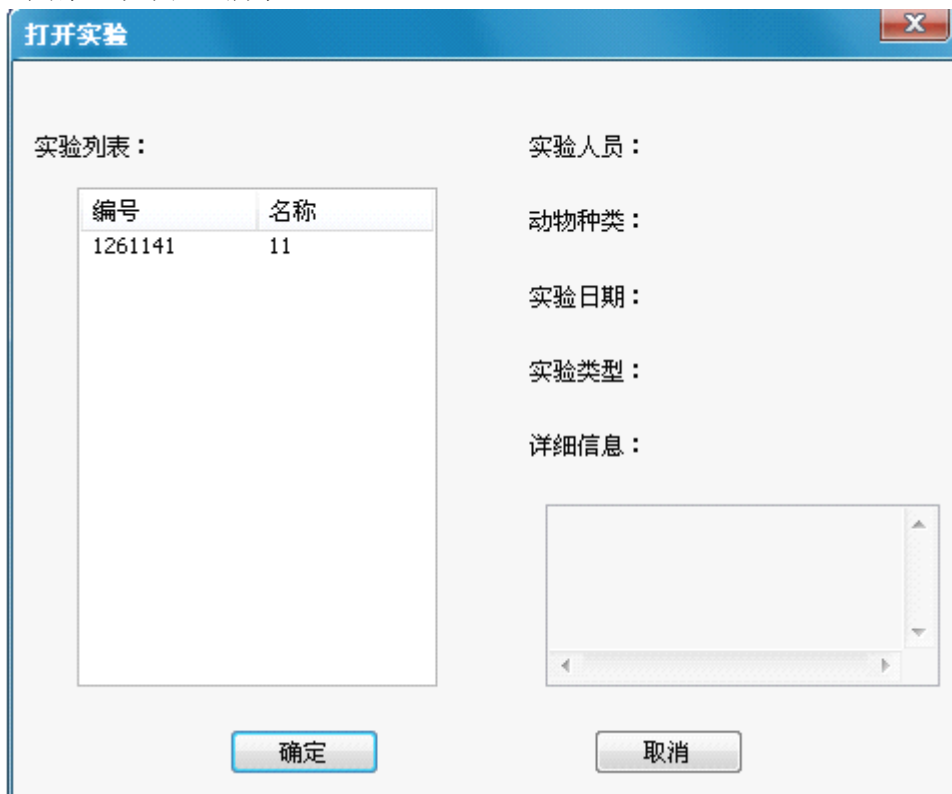 打开实验
实验列表：
编号 名称
1261141 11
实验人员：
动物种类：
实验日期：
实验类型：
详细信息：
确定 取消